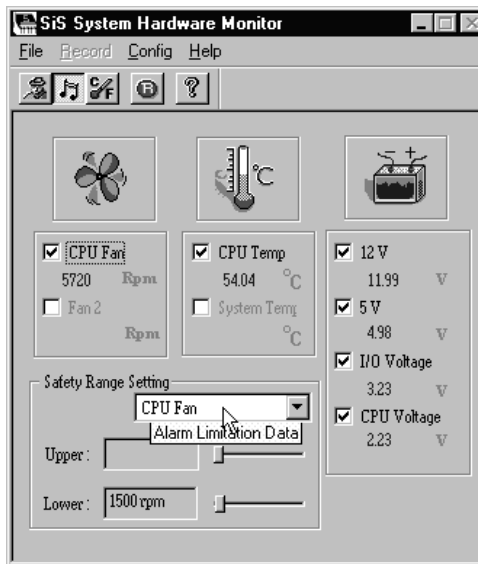 SiS System Hardware Monitor
File Record Config Help
C/F
R
?
°C
- +
CPU Fan
5720 Rpm
Fan 2
Rpm
CPU Temp
54.04 °C
System Temp
°C
12 V
11.99 V
5 V
4.98 V
I/O Voltage
3.23 V
CPU Voltage
2.23 V
Safety Range Setting
CPU Fan
Alarm Limitation Data
Upper :
Lower : 1500 rpm